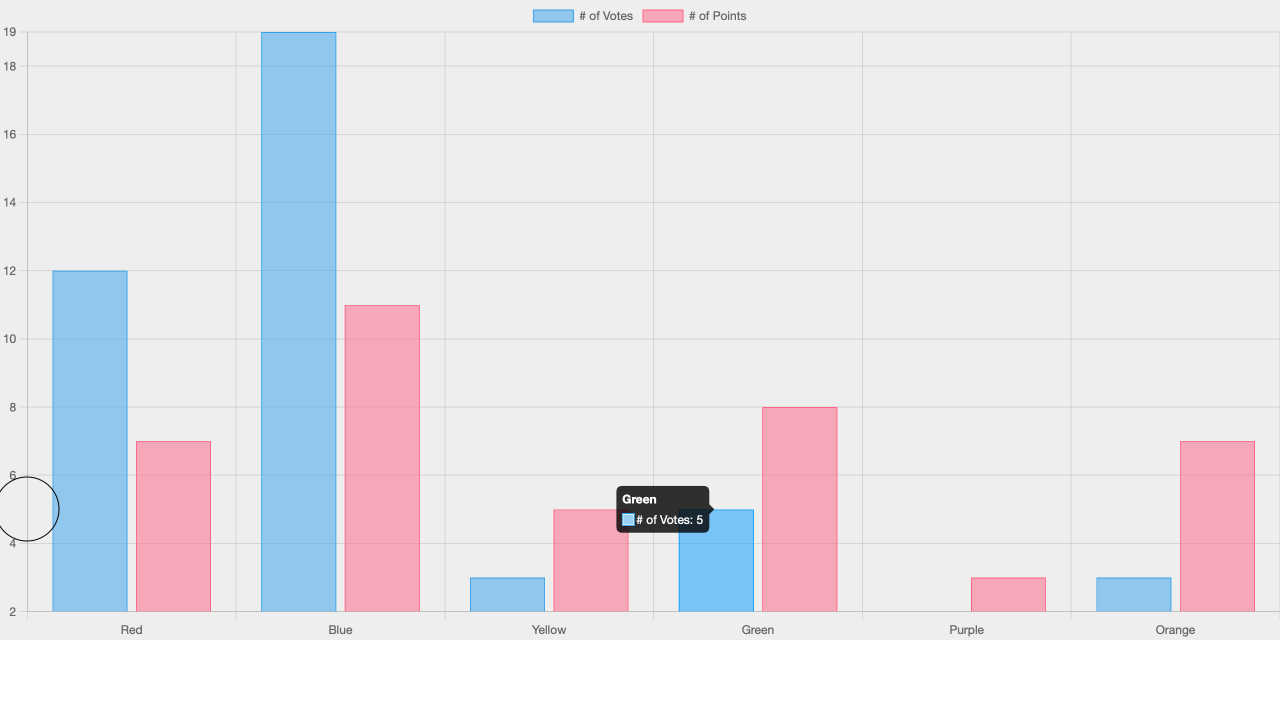 # of Votes # of Points
19
18
16
14
12
10
8
6
4
2
Green
# of Votes: 5
Red Blue Yellow Green Purple Orange